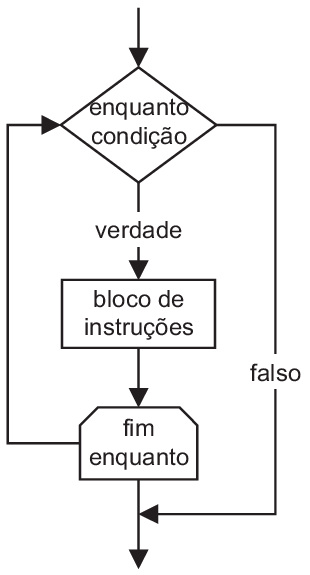 enquanto
condição
verdade
bloco de
instruções
falso
fim
enquanto